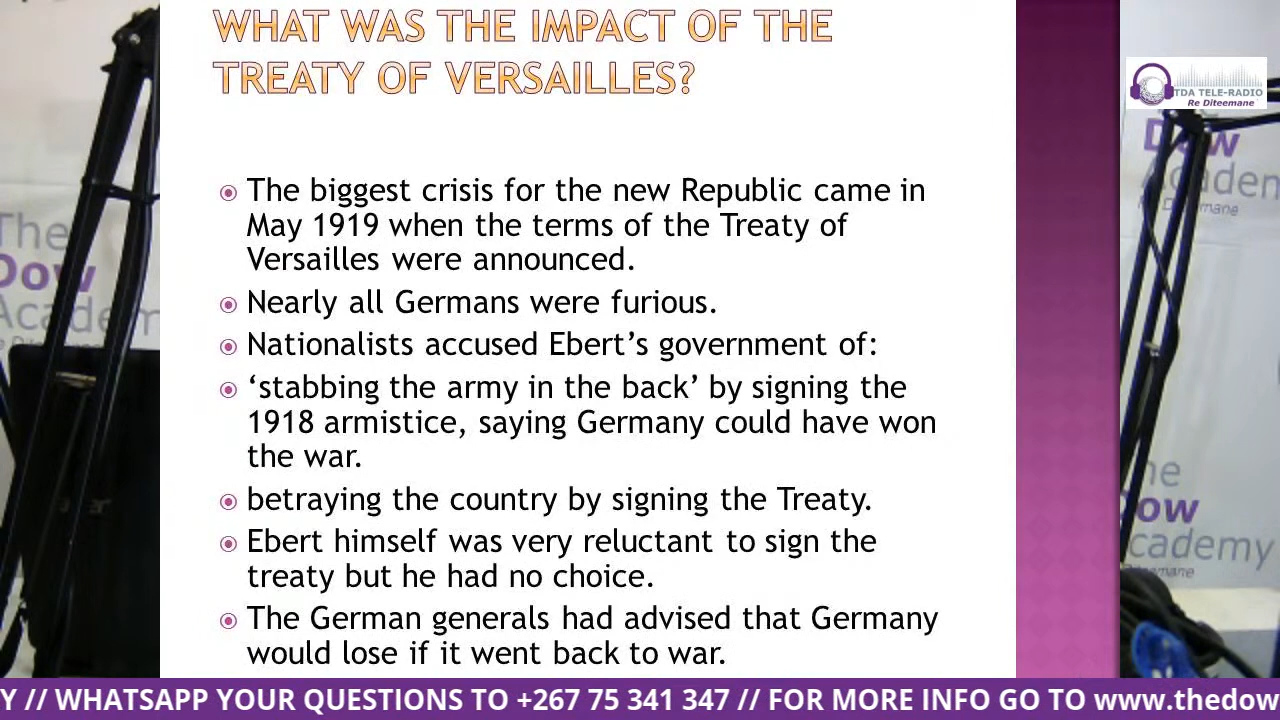 WHAT WAS THE IMPACT OF THE
TREATY OF VERSAILLES?
TDA TELE-RADIO
Re Diteemane
The biggest crisis for the new Republic came in
May 1919 when the terms of the Treaty of
Versailles were announced.
Nearly all Germans were furious.
Nationalists accused Ebert’s government of:
‘stabbing the army in the back’ by signing the
1918 armistice, saying Germany could have won
the war.
betraying the country by signing the Treaty.
Ebert himself was very reluctant to sign the
treaty but he had no choice.
The German generals had advised that Germany
would lose if it went back to war.
The
Dow
Academy
Dow
Academy
Dow
Y // WHATSAPP YOUR QUESTIONS TO +267 75 341 347 // FOR MORE INFO GO TO www.thedow